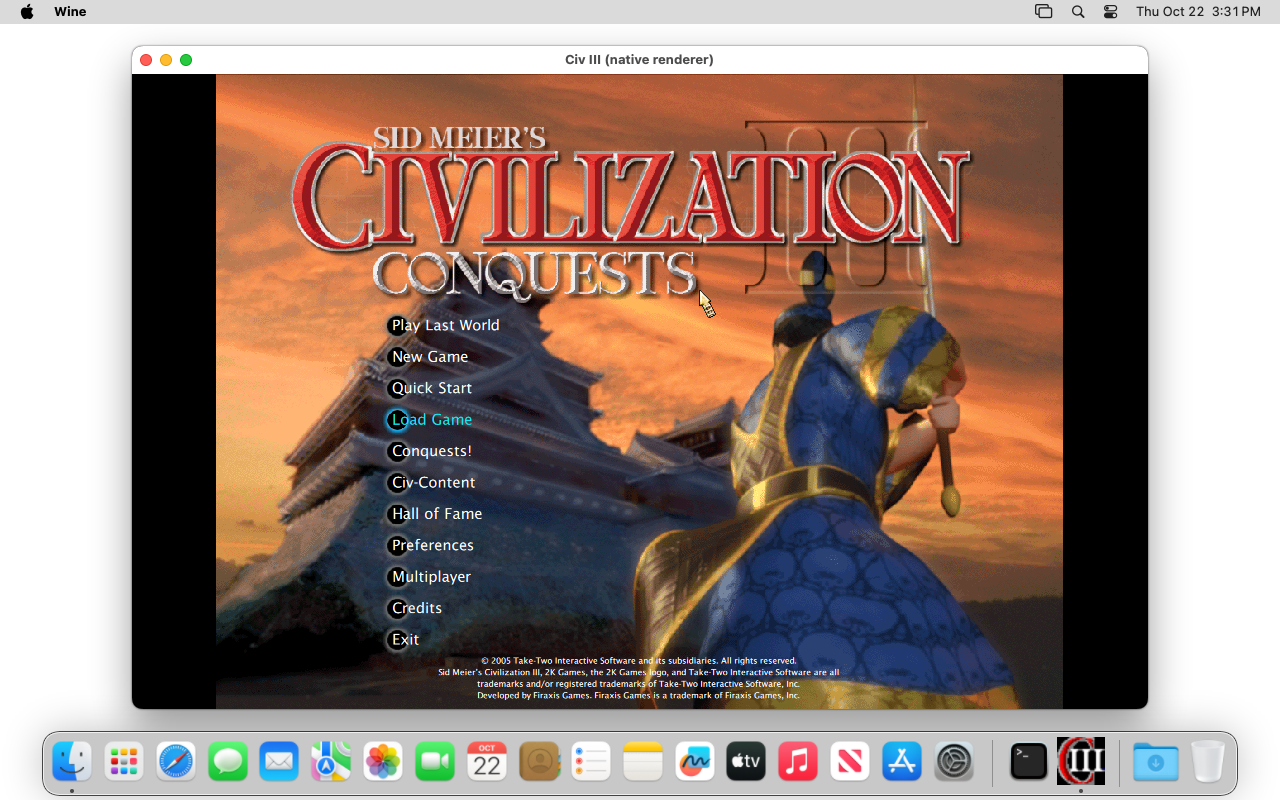 Wine
Thu Oct 22 3:31 PM
Civ III (native renderer)
SID MEIER'S
CIVILIZATION
III
CONQUESTS
Play Last World
New Game
Quick Start
Load Game
Conquests!
Civ-Content
Hall of Fame
Preferences
Multiplayer
Credits
Exit
© 2005 Take-Two Interactive Software and its subsidiaries. All rights reserved.
Sid Meier's Civilization III, 2K Games, the 2K Games logo, and Take-Two Interactive Software are all
trademarks and/or registered trademarks of Take-Two Interactive Software, Inc.
Developed by Firaxis Games. Firaxis Games is a trademark of Firaxis Games, Inc.
OCT
22
tv
>_
CIII